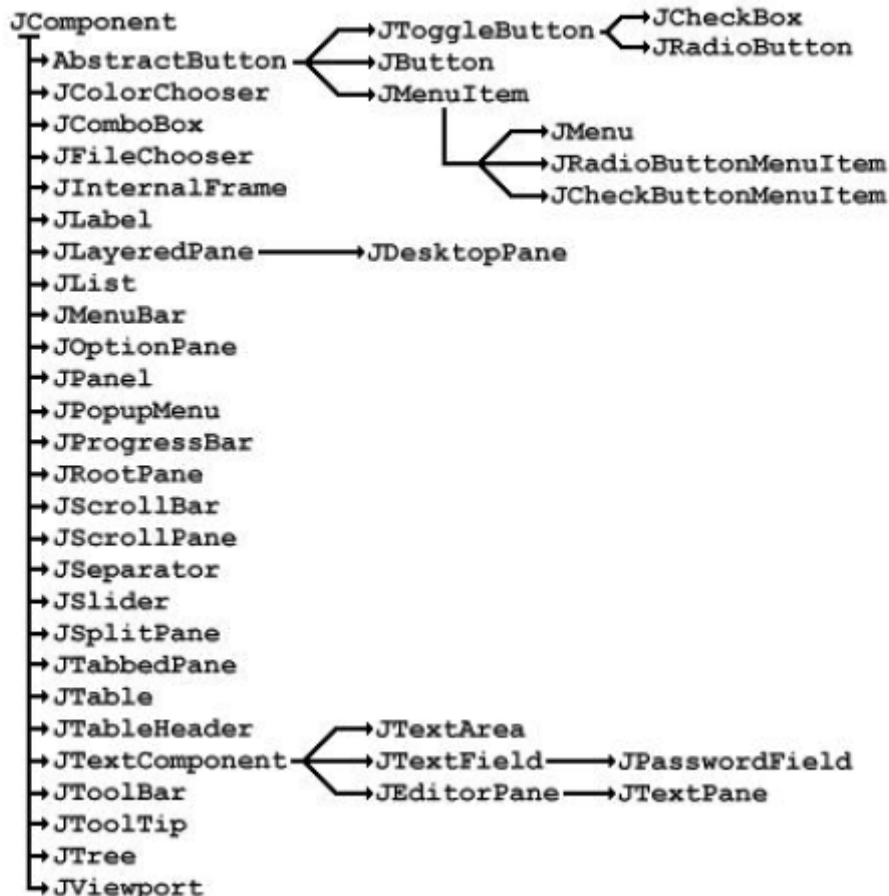 JComponent
JToggleButton JCheckBox
JRadioButton
AbstractButton JButton
JColorChooser JMenuItem
JComboBox JMenu
JFileChooser JRadioButtonMenuItem
JInternalFrame JCheckButtonMenuItem
JLabel
JLayeredPane JDesktopPane
JList
JMenuBar
JOptionPane
JPanel
JPopupMenu
JProgressBar
JRootPane
JScrollBar
JScrollPane
JSeparator
JSlider
JSplitPane
JTabbedPane
JTable
JTableHeader JTextArea
JTextComponent JTextField JPasswordField
JToolBar JEditorPane JTextPane
JToolTip
JTree
JViewport